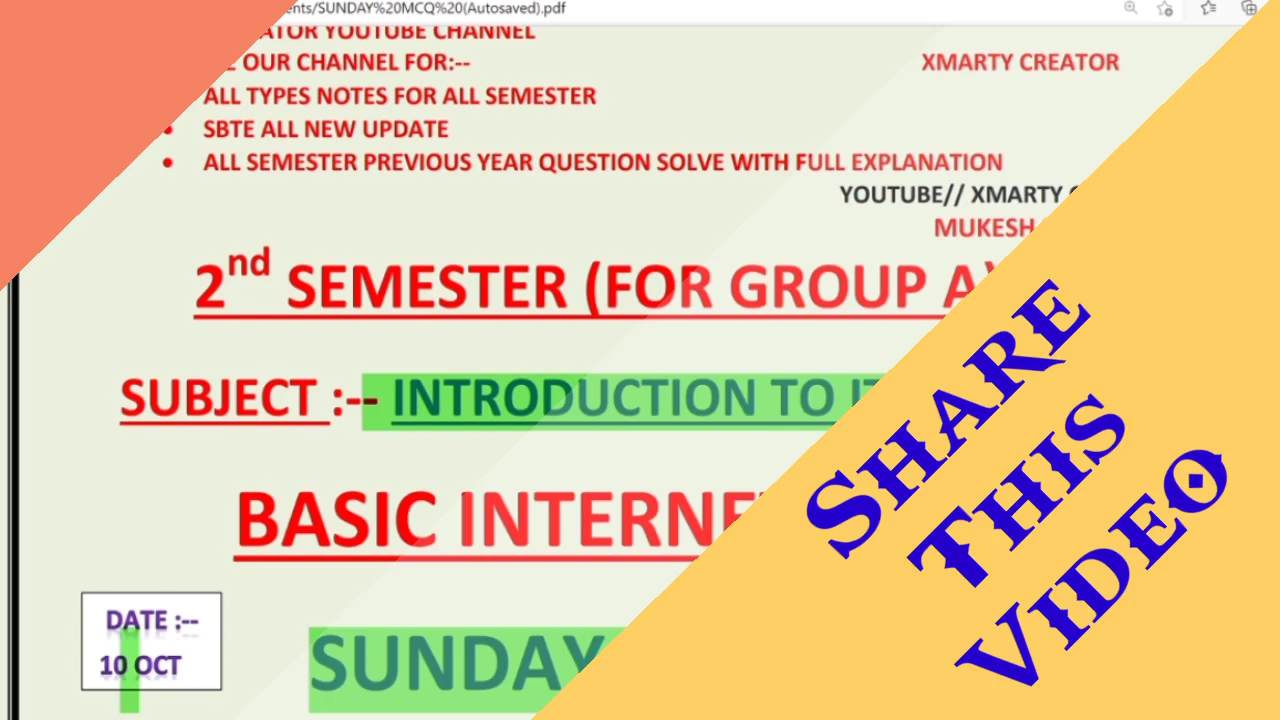 ents/SUNDAY%20MCQ%20(Autosaved).pdf
ATOR YOUTUBE CHANNEL
OUR CHANNEL FOR:--
XMARTY CREATOR
• ALL TYPES NOTES FOR ALL SEMESTER
• SBTE ALL NEW UPDATE
• ALL SEMESTER PREVIOUS YEAR QUESTION SOLVE WITH FULL EXPLANATION
YOUTUBE// XMARTY
MUKESH
2nd SEMESTER (FOR GROUP A)
SUBJECT :-- INTRODUCTION TO IT
BASIC INTERNE
DATE :--
10 OCT
SUNDAY
SHARE
THIS
VIDEO